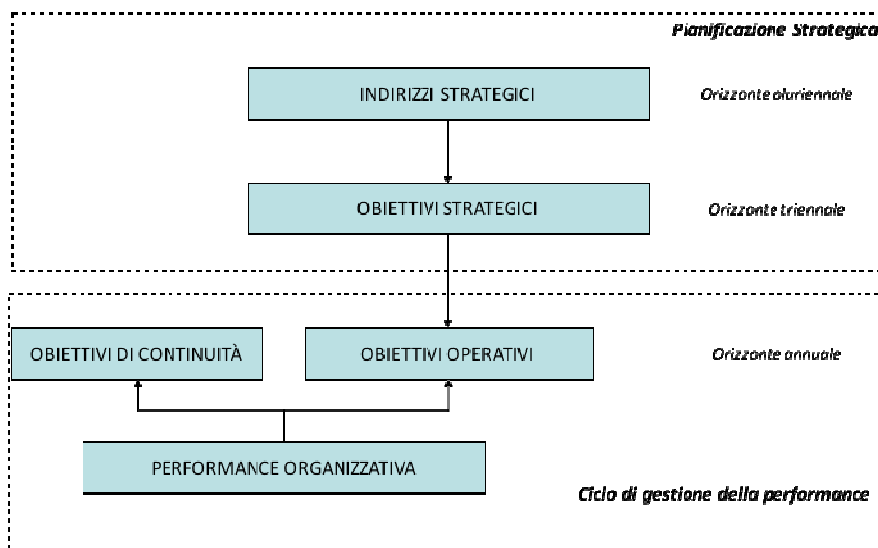 Pianificazione Strategica
INDIRIZZI STRATEGICI
Orizzonte pluriennale
OBIETTIVI STRATEGICI
Orizzonte triennale
OBIETTIVI DI CONTINUITÀ
OBIETTIVI OPERATIVI
Orizzonte annuale
PERFORMANCE ORGANIZZATIVA
Ciclo di gestione della performance